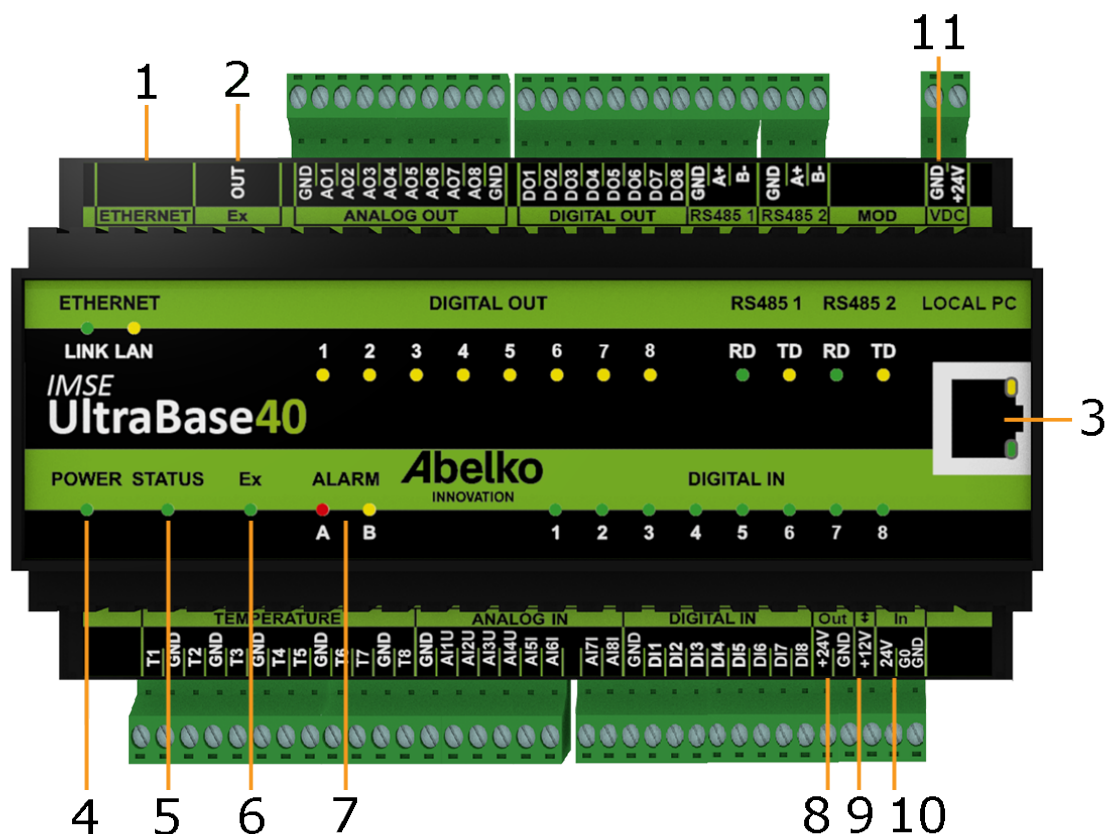 11
1 2
GND AO1 AO2 AO3 AO4 AO5 AO6 AO7 AO8 GND
OUT
DO1 DO2 DO3 DO4 DO5 DO6 DO7 DO8 GND A+ B- GND A+ B-
GND +24V
ETHERNET Ex ANALOG OUT DIGITAL OUT RS485 1 RS485 2 MOD VDC
ETHERNET DIGITAL OUT RS485 1 RS485 2 LOCAL PC
LINK LAN 1 2 3 4 5 6 7 8 RD TD RD TD
IMSE
UltraBase40
3
POWER STATUS Ex ALARM Abelko DIGITAL IN
INNOVATION
A B 1 2 3 4 5 6 7 8
TEMPERATURE ANALOG IN DIGITAL IN Out ⇕ In
T1 GND T2 GND T3 GND T4 T5 GND T6 T7 GND T8 GND AI1U AI2U AI3U AI4U AI5I AI6I AI7I AI8I GND DI1 DI2 DI3 DI4 DI5 DI6 DI7 DI8 +24V GND +12V 24V G0 GND
4 5 6 7 8 9 10